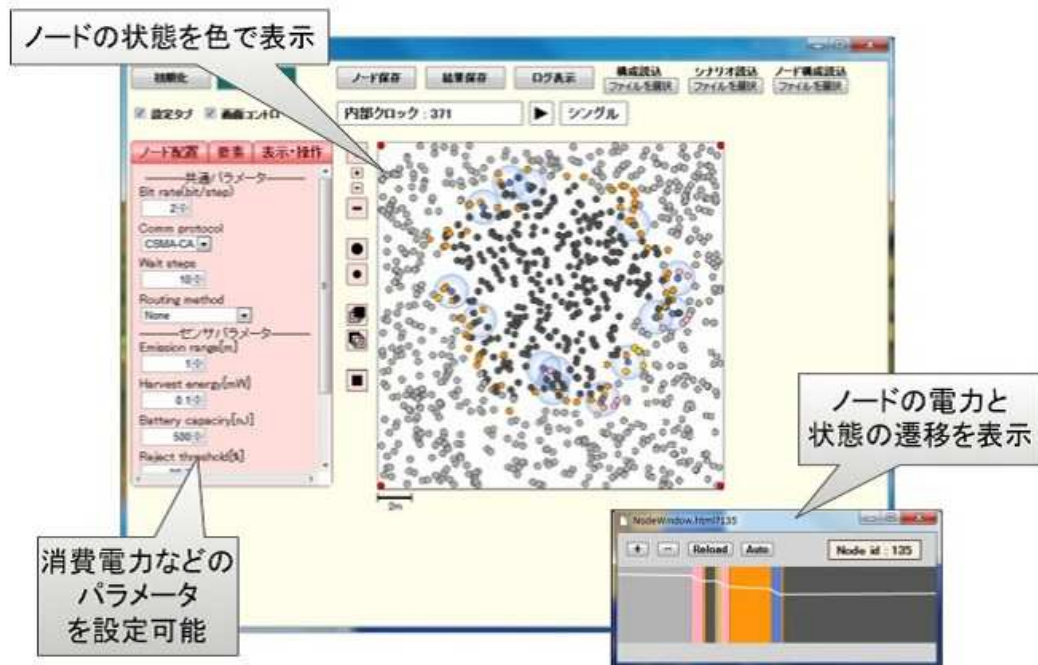 ノードの状態を色で表示
初期化
ノード保存
結果保存
ログ表示
構成読込
ファイルを選択
シナリオ読込
ファイルを選択
ノード構成読込
ファイルを選択
設定タブ
画面コントロ
内部クロック : 371
シングル
ノード配置
要素
表示・操作
共通パラメータ
Bit rate(bit/step)
2
Comm protocol
CSMA-CA
Wait steps
10
Routing method
None
センサパラメータ
Emission range[m]
1
Harvest energy[mW]
0.1
Battery capaciry[nJ]
500
Reject threshold[%]
2m
ノードの電力と
状態の遷移を表示
消費電力などの
パラメータ
を設定可能
NodeWindow.html?135
+
−
Reload
Auto
Node id : 135